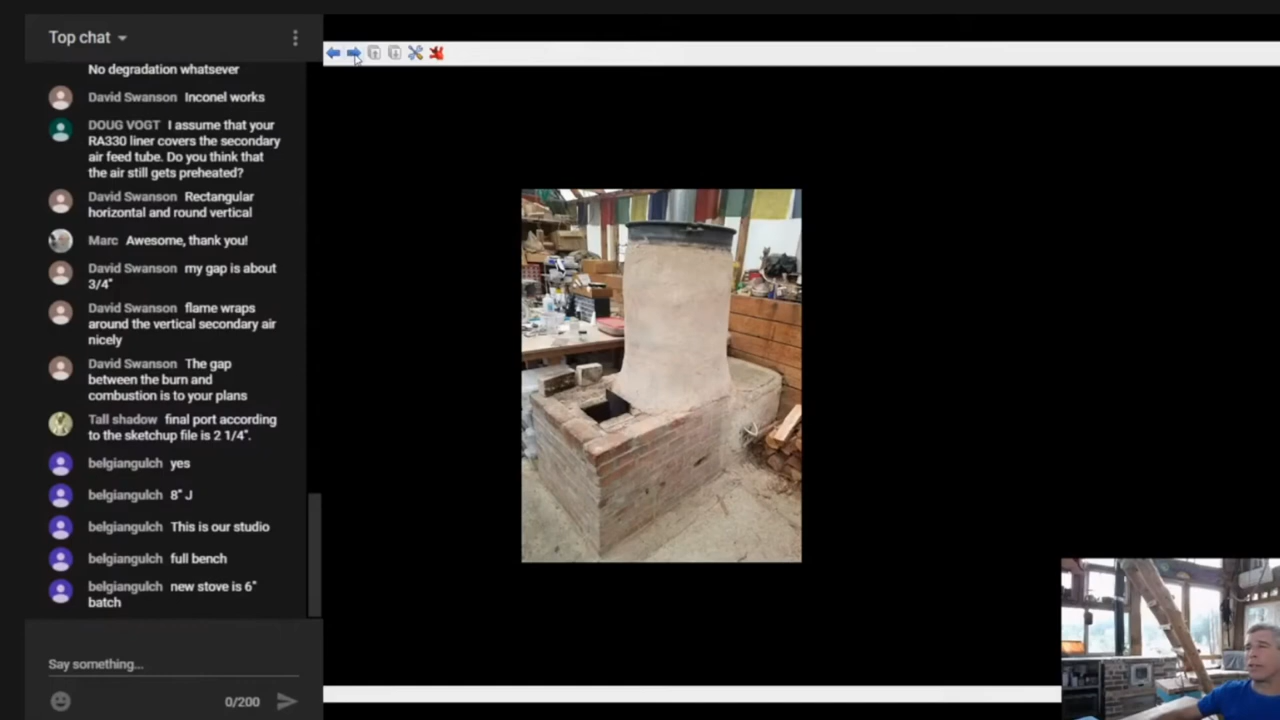 Top chat
No degradation whatsever
David Swanson Inconel works
DOUG VOGT I assume that your
RA330 liner covers the secondary
air feed tube. Do you think that
the air still gets preheated?
David Swanson Rectangular
horizontal and round vertical
Marc Awesome, thank you!
David Swanson my gap is about
3/4"
David Swanson flame wraps
around the vertical secondary air
nicely
David Swanson The gap
between the burn and
combustion is to your plans
Tall shadow final port according
to the sketchup file is 2 1/4".
belgiangulch yes
belgiangulch 8" J
belgiangulch This is our studio
belgiangulch full bench
belgiangulch new stove is 6"
batch
Say something...
0/200